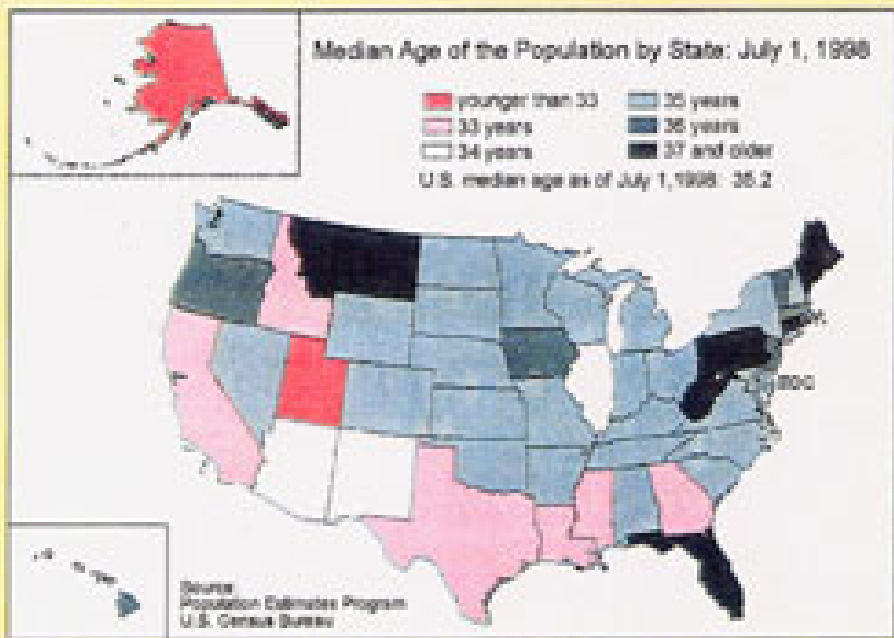 Median Age of the Population by State: July 1, 1998
younger than 33
35 years
33 years
36 years
34 years
37 and older
U.S. median age as of July 1,1998: 35.2
DC
Source:
Population Estimates Program
U.S. Census Bureau